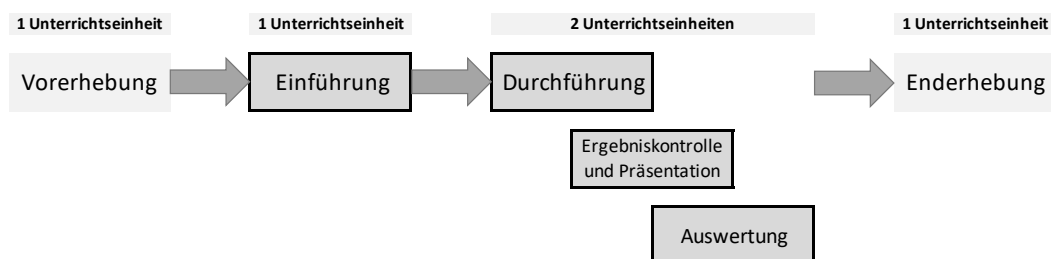 1 Unterrichtseinheit
1 Unterrichtseinheit
2 Unterrichtseinheiten
1 Unterrichtseinheit
Vorerhebung
Einführung
Durchführung
Enderhebung
Ergebniskontrolle
und Präsentation
Auswertung